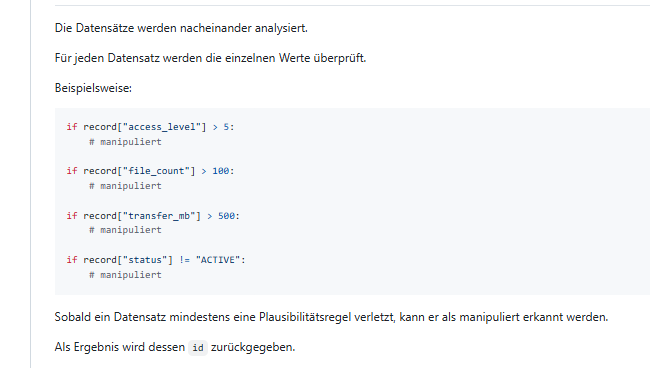 Die Datensätze werden nacheinander analysiert.
Für jeden Datensatz werden die einzelnen Werte überprüft.
Beispielsweise:
if record["access_level"] > 5:
    # manipuliert
if record["file_count"] > 100:
    # manipuliert
if record["transfer_mb"] > 500:
    # manipuliert
if record["status"] != "ACTIVE":
    # manipuliert
Sobald ein Datensatz mindestens eine Plausibilitätsregel verletzt, kann er als manipuliert erkannt werden.
Als Ergebnis wird dessen id zurückgegeben.